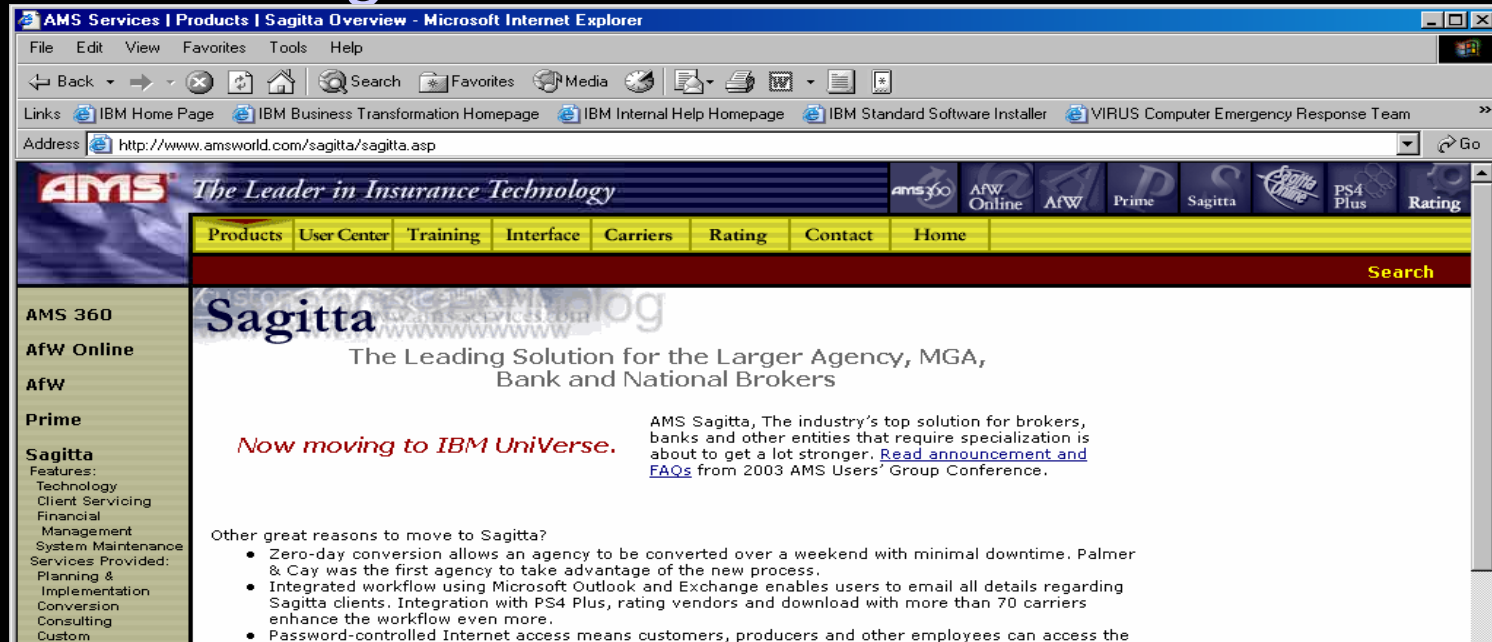 AMS Services | Products | Sagitta Overview - Microsoft Internet Explorer
File Edit View Favorites Tools Help
Back Search Favorites Media
Links IBM Home Page IBM Business Transformation Homepage IBM Internal Help Homepage IBM Standard Software Installer VIRUS Computer Emergency Response Team »
Address http://www.amsworld.com/sagitta/sagitta.asp Go
AMS The Leader in Insurance Technology ams360 AfW Online AfW Prime Sagitta Sagitta Online PS4 Plus Rating
Products User Center Training Interface Carriers Rating Contact Home
Search
AMS 360
AfW Online
AfW
Prime
Sagitta
Features:
Technology
Client Servicing
Financial
Management
System Maintenance
Services Provided:
Planning &
Implementation
Conversion
Consulting
Custom
Sagitta
The Leading Solution for the Larger Agency, MGA,
Bank and National Brokers
Now moving to IBM UniVerse.
AMS Sagitta, The industry's top solution for brokers,
banks and other entities that require specialization is
about to get a lot stronger. Read announcement and
FAQs from 2003 AMS Users' Group Conference.
Other great reasons to move to Sagitta?
● Zero-day conversion allows an agency to be converted over a weekend with minimal downtime. Palmer
& Cay was the first agency to take advantage of the new process.
● Integrated workflow using Microsoft Outlook and Exchange enables users to email all details regarding
Sagitta clients. Integration with PS4 Plus, rating vendors and download with more than 70 carriers
enhance the workflow even more.
● Password-controlled Internet access means customers, producers and other employees can access the